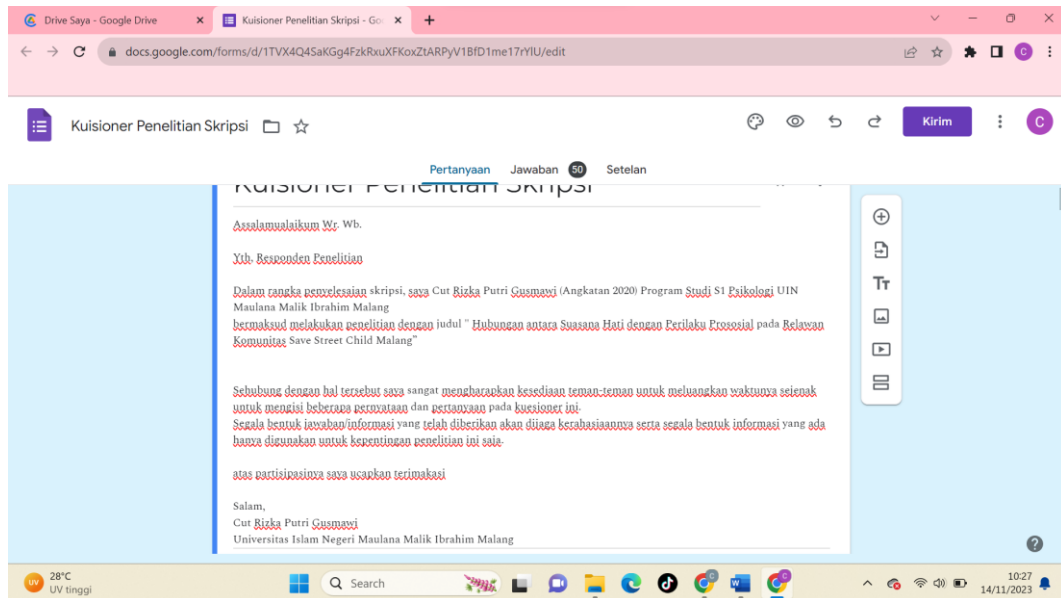 Drive Saya - Google Drive
Kuisioner Penelitian Skripsi - Goo
docs.google.com/forms/d/1TVX4Q4SaKGg4FzkRxuXFKoxZtARPyV1BfD1me17rYlU/edit
C
Kuisioner Penelitian Skripsi
Kirim
C
Pertanyaan Jawaban 50 Setelan
Kuisioner Penelitian Skripsi
Assalamualaikum Wr. Wb.
Yth. Responden Penelitian
Dalam rangka penyelesaian skripsi, saya Cut Rizka Putri Gusmawi (Angkatan 2020) Program Studi S1 Psikologi UIN
Maulana Malik Ibrahim Malang
bermaksud melakukan penelitian dengan judul " Hubungan antara Suasana Hati dengan Perilaku Prososial pada Relawan
Komunitas Save Street Child Malang"
Sehubung dengan hal tersebut saya sangat mengharapkan kesediaan teman-teman untuk meluangkan waktunya sejenak
untuk mengisi beberapa pernyataan dan pertanyaan pada kuesioner ini.
Segala bentuk jawaban/informasi yang telah diberikan akan dijaga kerahasiaannya serta segala bentuk informasi yang ada
hanya digunakan untuk kepentingan penelitian ini saja.
atas partisipasinya saya ucapkan terimakasi
Salam,
Cut Rizka Putri Gusmawi
Universitas Islam Negeri Maulana Malik Ibrahim Malang
Tт
UV
28°C
UV tinggi
Search
10:27
14/11/2023